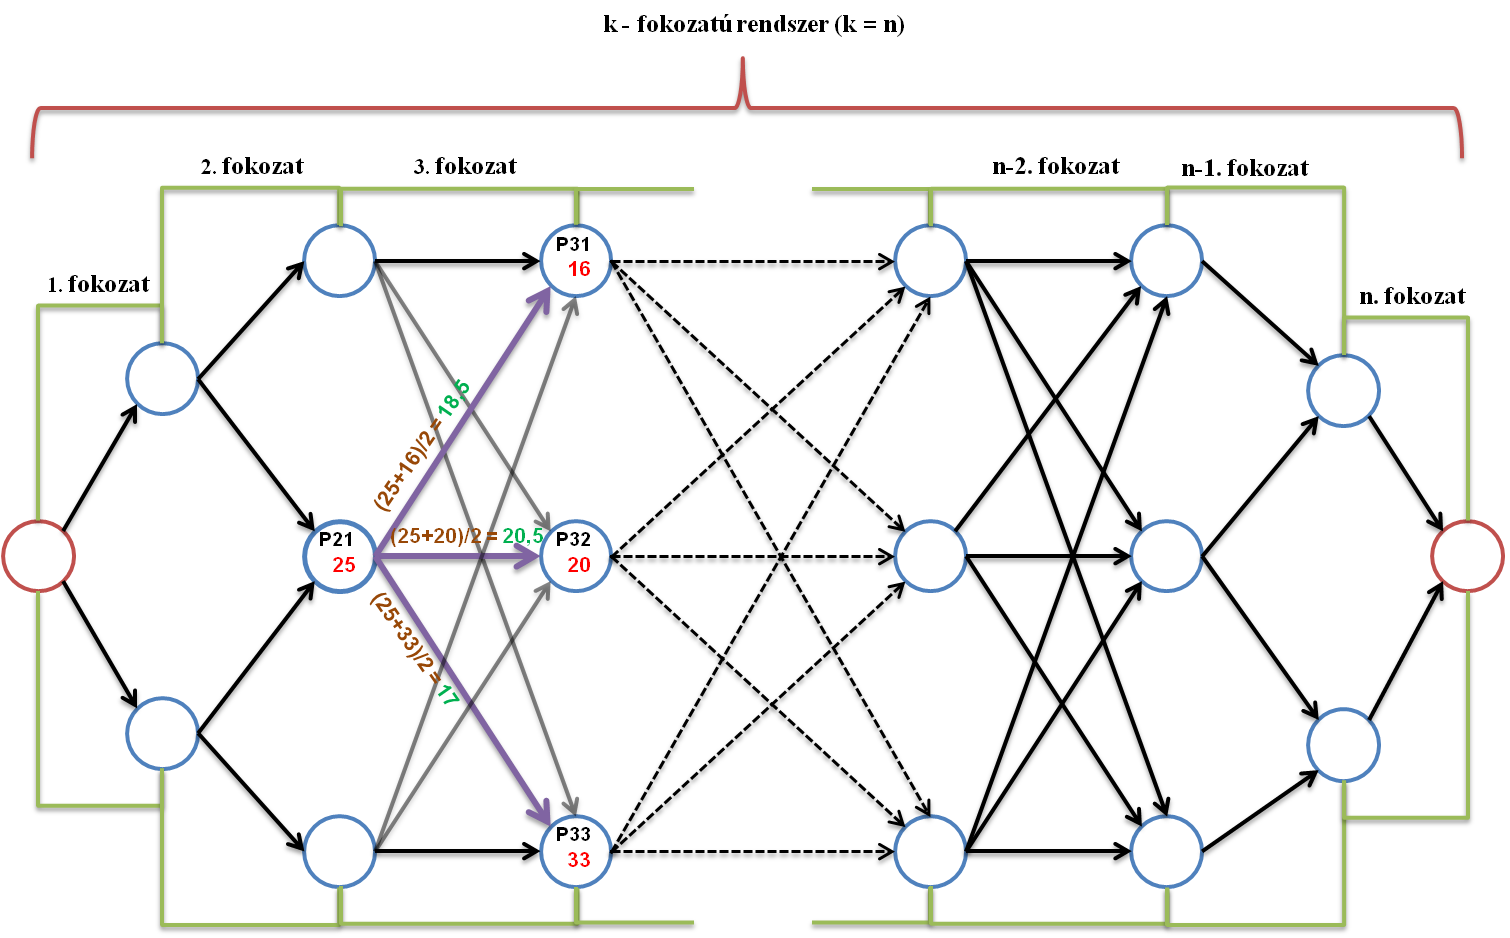 k - fokozatú rendszer (k = n)
2. fokozat
3. fokozat
n-2. fokozat
n-1. fokozat
1. fokozat
n. fokozat
P31
16
(25+16)/2 = 18,5
P21
25
(25+20)/2 = 20,5
P32
20
(25+33)/2 = 17
P33
33